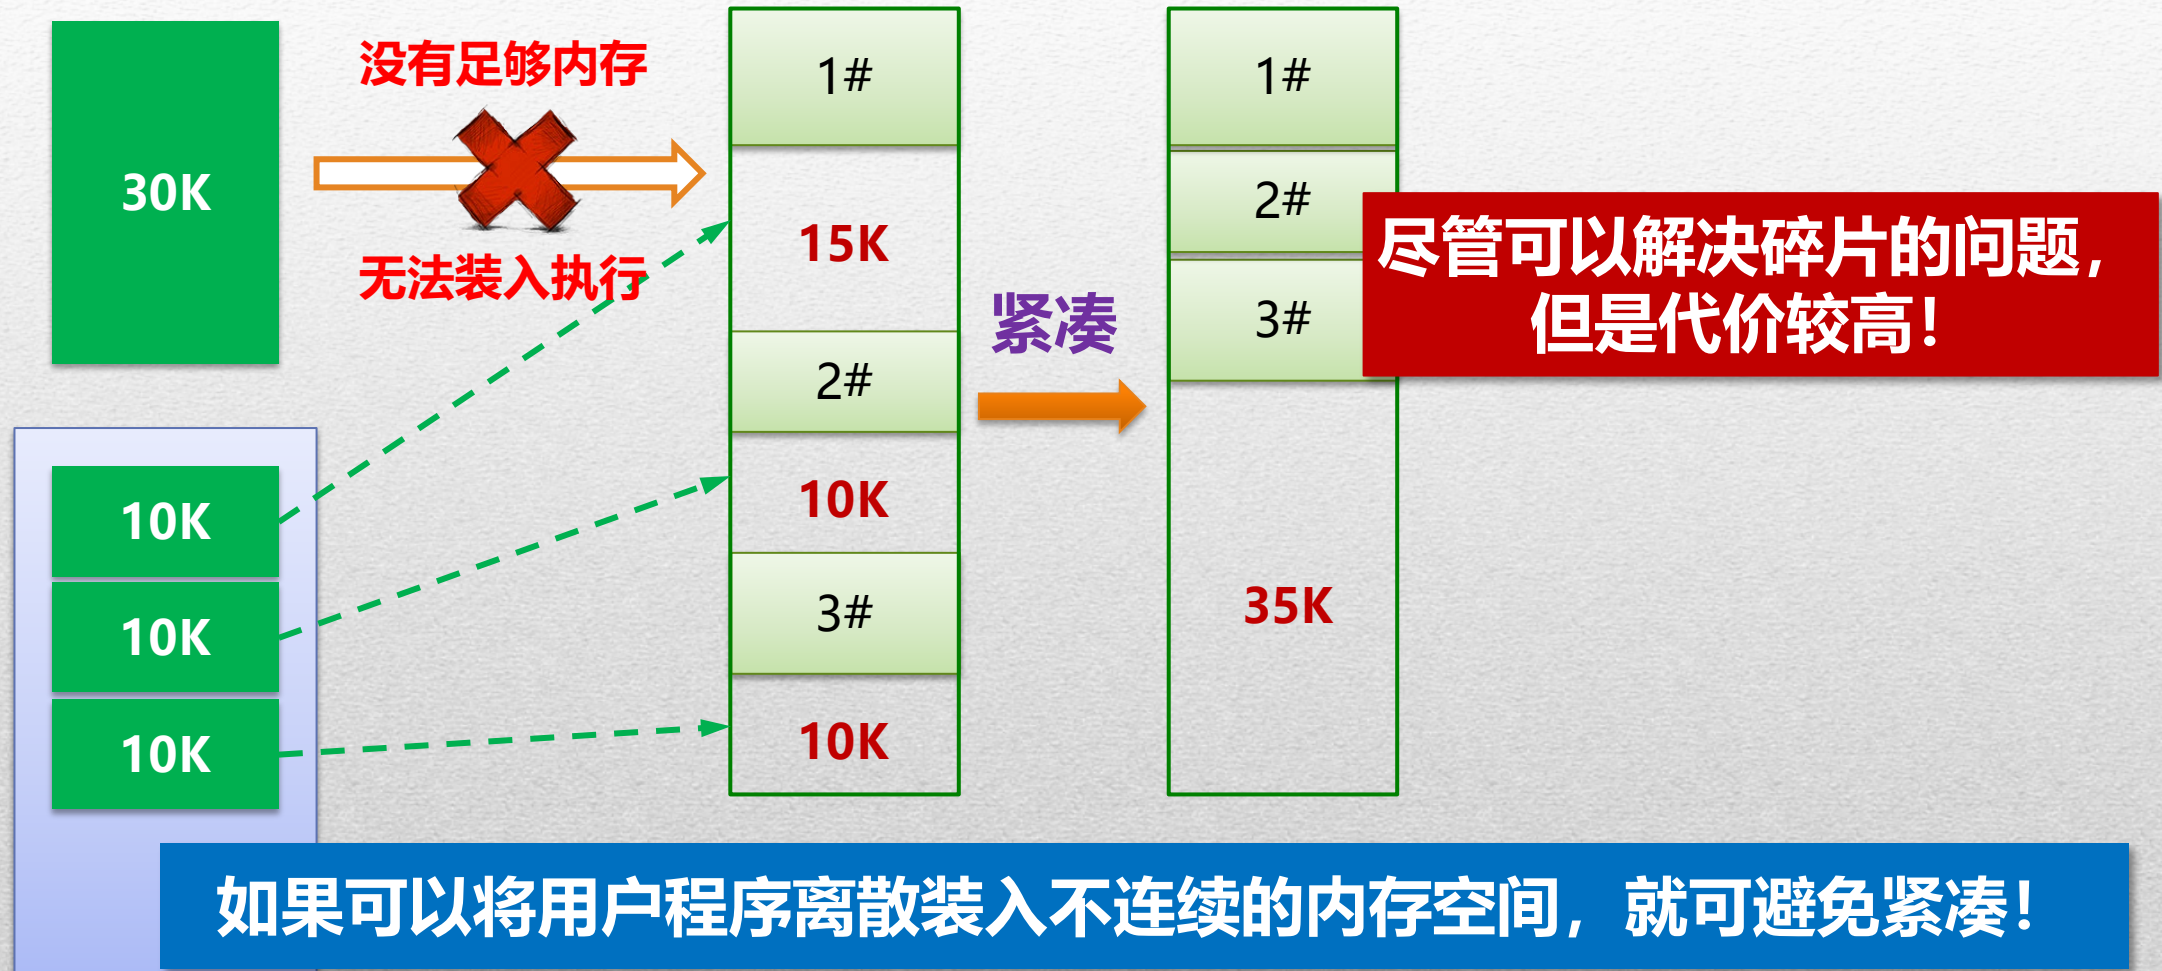 30K
没有足够内存
无法装入执行
10K
10K
10K
1#
15K
2#
10K
3#
10K
紧凑
1#
2#
3#
35K
尽管可以解决碎片的问题，
但是代价较高！
如果可以将用户程序离散装入不连续的内存空间，就可避免紧凑！